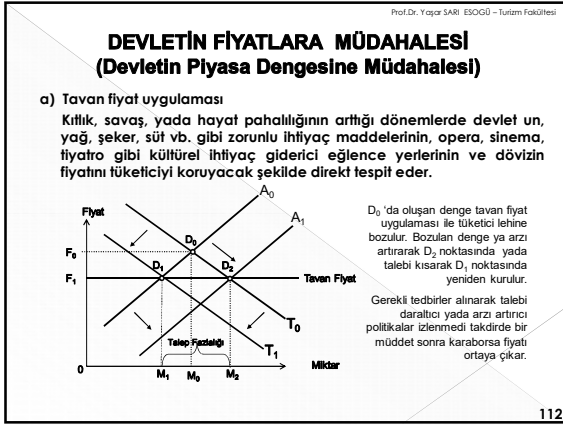 Prof.Dr. Yaşar SARI ESOGÜ – Turizm Fakültesi
DEVLETİN FİYATLARA MÜDAHALESİ
(Devletin Piyasa Dengesine Müdahalesi)
a) Tavan fiyat uygulaması
Kıtlık, savaş, yada hayat pahalılığının arttığı dönemlerde devlet un,
yağ, şeker, süt vb. gibi zorunlu ihtiyaç maddelerinin, opera, sinema,
tiyatro gibi kültürel ihtiyaç giderici eğlence yerlerinin ve dövizin
fiyatını tüketiciyi koruyacak şekilde direkt tespit eder.
A₀
Fiyat
A₁
D₀
F₀
D₁
D₂
F₁
Tavan Fiyat
T₀
Talep Fazlalığı
T₁
0
M₁
M₀
M₂
Miktar
D₀ 'da oluşan denge tavan fiyat
uygulaması ile tüketici lehine
bozulur. Bozulan denge ya arzı
artırarak D₂ noktasında yada
talebi kısarak D₁ noktasında
yeniden kurulur.
Gerekli tedbirler alınarak talebi
daraltıcı yada arzı artırıcı
politikalar izlenmedi takdirde bir
müddet sonra karaborsa fiyatı
ortaya çıkar.
112